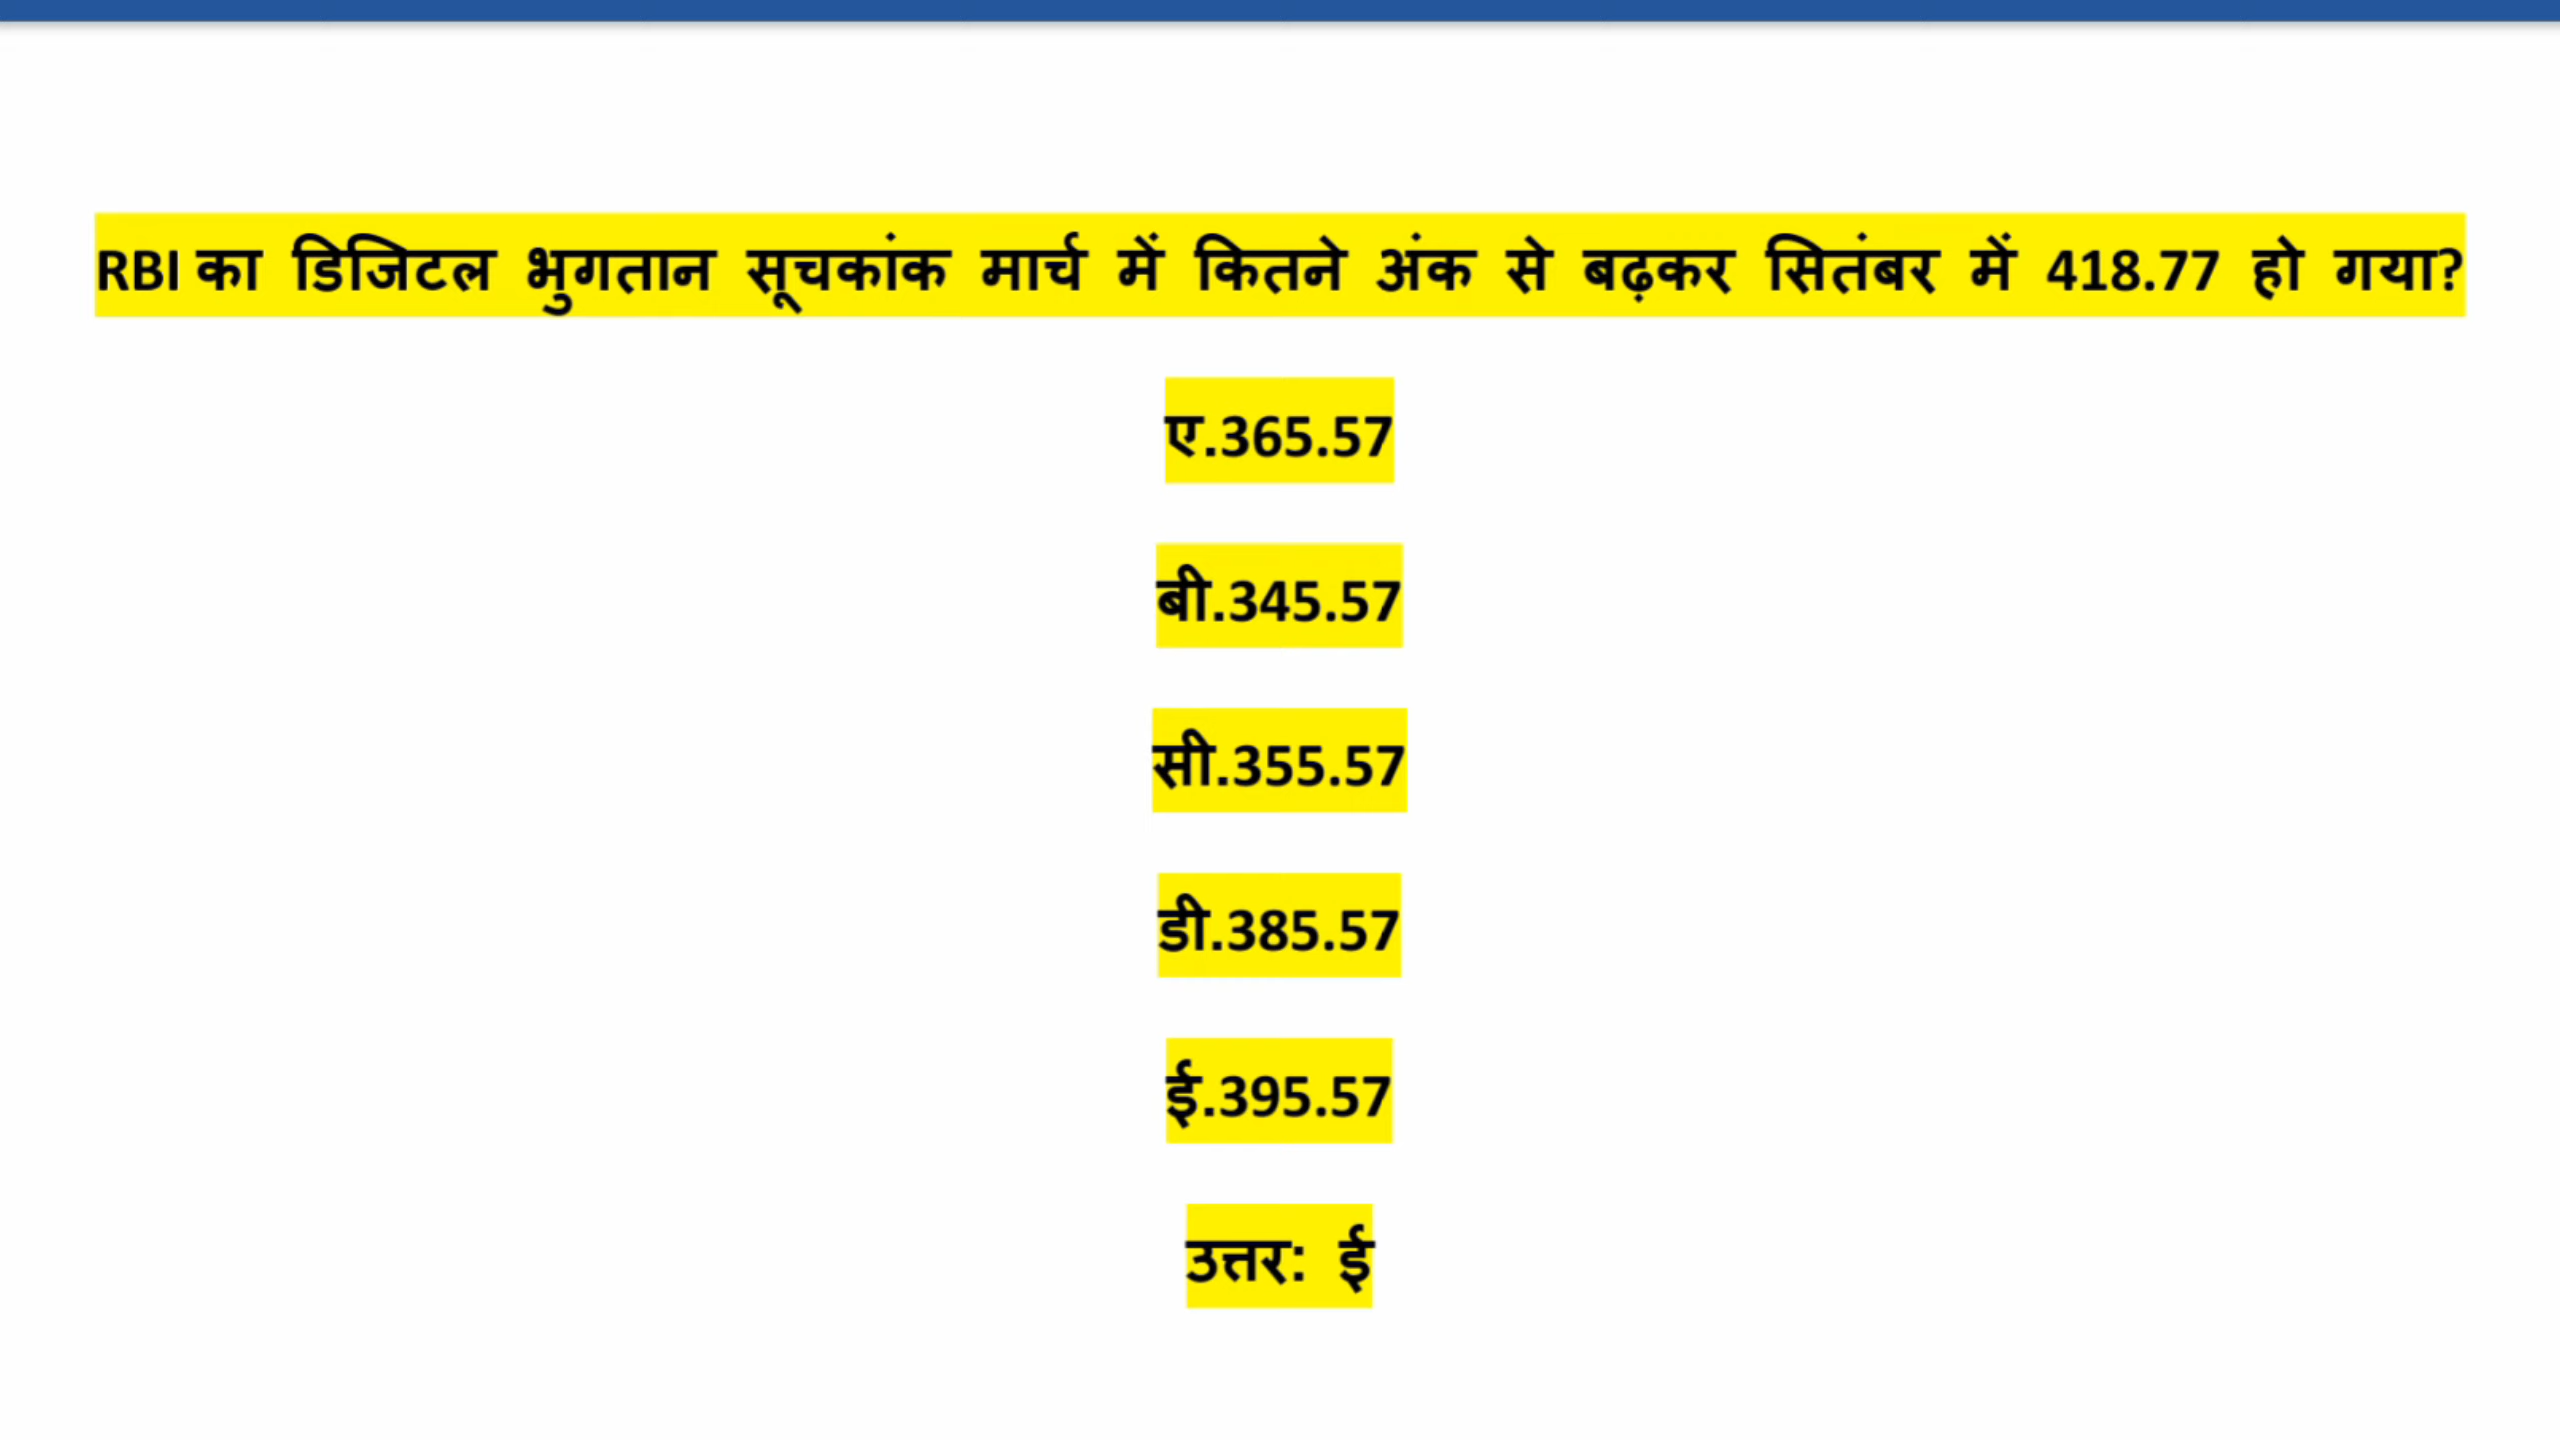 RBI का डिजिटल भुगतान सूचकांक मार्च में कितने अंक से बढ़कर सितंबर में 418.77 हो गया?
ए.365.57
बी.345.57
सी.355.57
डी.385.57
ई.395.57
उत्तर: ई